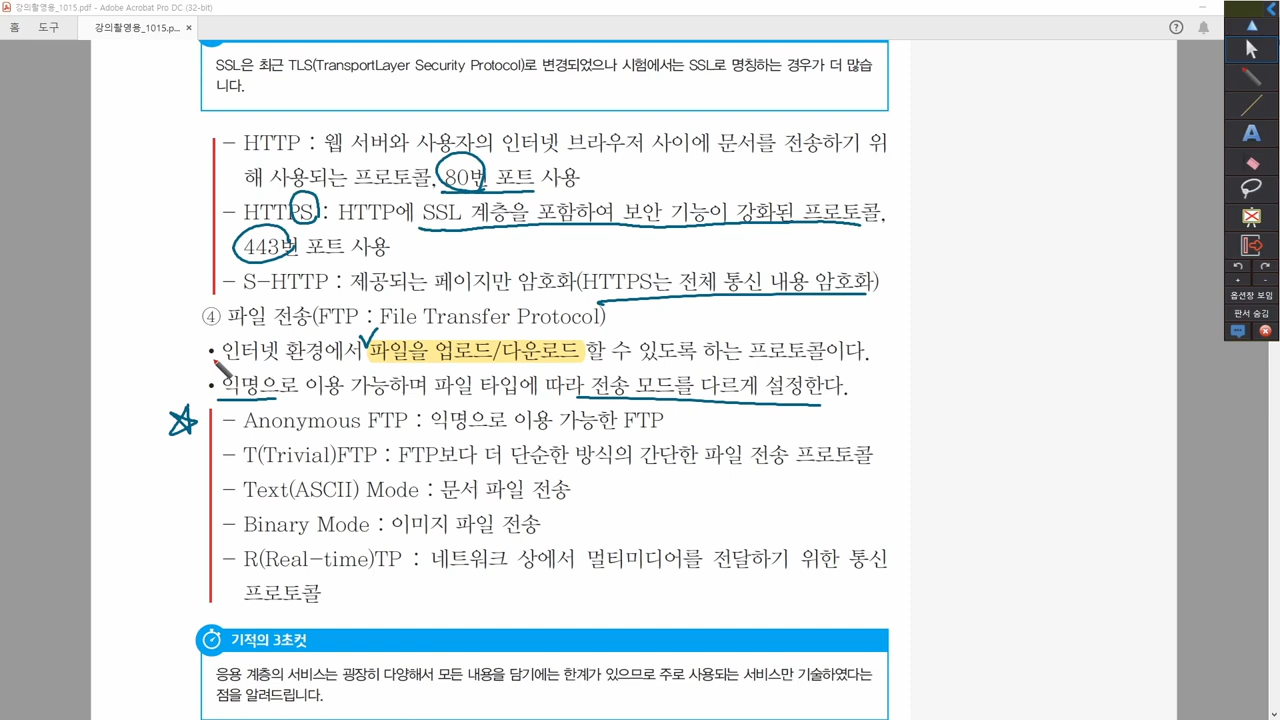 강의촬영용_1015.pdf - Adobe Acrobat Pro DC (32-bit)
홈 도구 강의촬영용_1015.p... ×
SSL은 최근 TLS(TransportLayer Security Protocol)로 변경되었으나 시험에서는 SSL로 명칭하는 경우가 더 많습
니다.
– HTTP : 웹 서버와 사용자의 인터넷 브라우저 사이에 문서를 전송하기 위
해 사용되는 프로토콜, 80번 포트 사용
– HTTPS : HTTP에 SSL 계층을 포함하여 보안 기능이 강화된 프로토콜,
443번 포트 사용
– S-HTTP : 제공되는 페이지만 암호화(HTTPS는 전체 통신 내용 암호화)
④ 파일 전송(FTP : File Transfer Protocol)
• 인터넷 환경에서 파일을 업로드/다운로드 할 수 있도록 하는 프로토콜이다.
• 익명으로 이용 가능하며 파일 타입에 따라 전송 모드를 다르게 설정한다.
– Anonymous FTP : 익명으로 이용 가능한 FTP
– T(Trivial)FTP : FTP보다 더 단순한 방식의 간단한 파일 전송 프로토콜
– Text(ASCII) Mode : 문서 파일 전송
– Binary Mode : 이미지 파일 전송
– R(Real-time)TP : 네트워크 상에서 멀티미디어를 전달하기 위한 통신
프로토콜
기적의 3초컷
응용 계층의 서비스는 굉장히 다양해서 모든 내용을 담기에는 한계가 있으므로 주로 사용되는 서비스만 기술하였다는
점을 알려드립니다.
A
+ -
옵션장 보임
판서 숨김